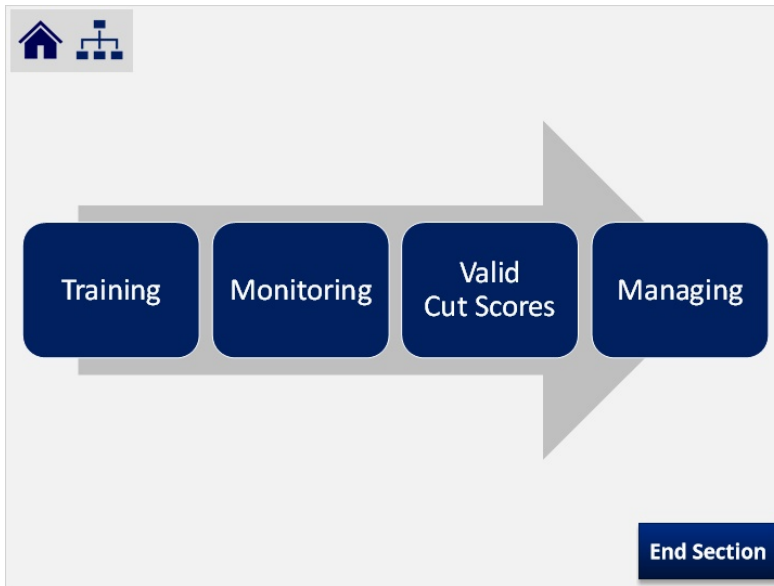 Training
Monitoring
Valid
Cut Scores
Managing
End Section